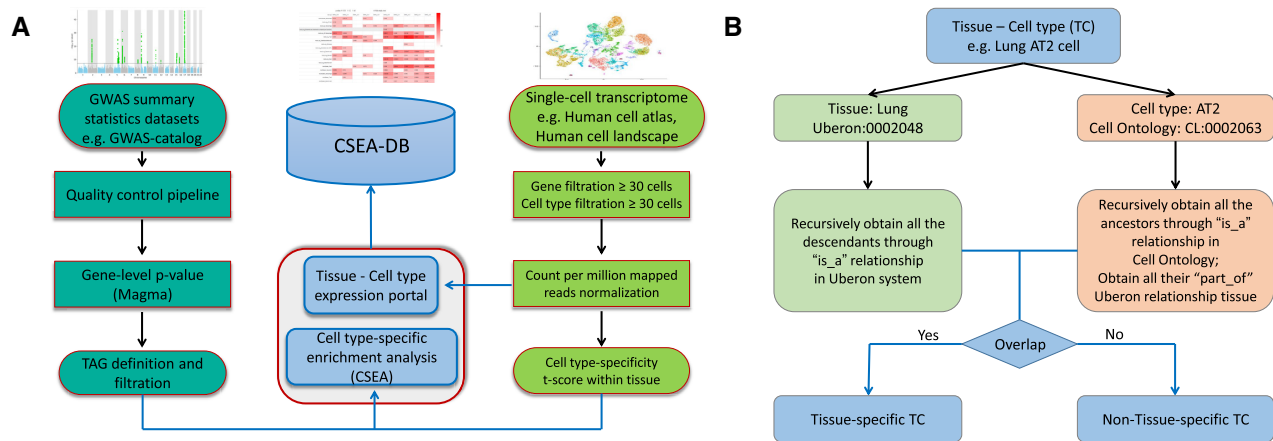 A
GWAS summary
statistics datasets
e.g. GWAS-catalog
Quality control pipeline
Gene-level p-value
(Magma)
TAG definition and
filtration
CSEA-DB
Tissue - Cell type
expression portal
Cell type-specific
enrichment analysis
(CSEA)
Single-cell transcriptome
e.g. Human cell atlas,
Human cell landscape
Gene filtration ≥ 30 cells
Cell type filtration ≥ 30 cells
Count per million mapped
reads normalization
Cell type-specificity
t-score within tissue
B
Tissue – Cell type (TC)
e.g. Lung AT2 cell
Tissue: Lung
Uberon:0002048
Cell type: AT2
Cell Ontology: CL:0002063
Recursively obtain all the
descendants through
“is_a” relationship
in Uberon system
Recursively obtain all the
ancestors through “is_a”
relationship in
Cell Ontology;
Obtain all their “part_of”
Uberon relationship tissue
Overlap
Yes
No
Tissue-specific TC
Non-Tissue-specific TC